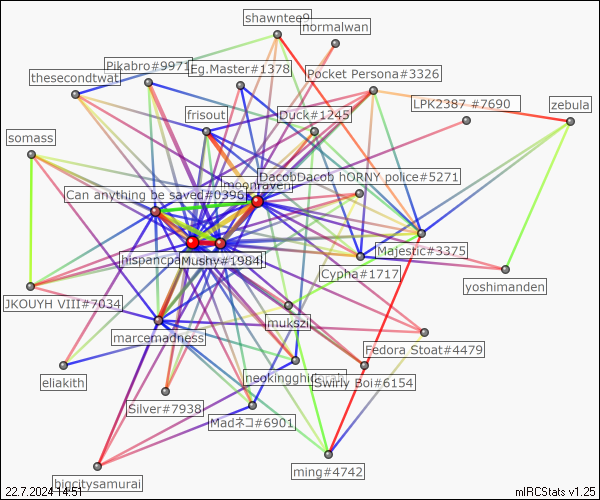 shawntee9
normalwan
Pikabro#9971
Eg.Master#1378
thesecondtwat
Pocket Persona#3326
LPK2387 #7690
zebula
frisout
Duck#1245
somass
DacobDacob hORNY police#5271
moonraven
Can anything be saved#0396
Majestic#3375
hispancpa
Mushy#1984
Cypha#1717
yoshimanden
JKOUYH VIII#7034
mukszi
marcemadness
Fedora Stoat#4479
eliakith
neokingghidorah
Swirly Boi#6154
Silver#7938
Madネコ#6901
ming#4742
bigcitysamurai
22.7.2024 14:51
mIRCStats v1.25